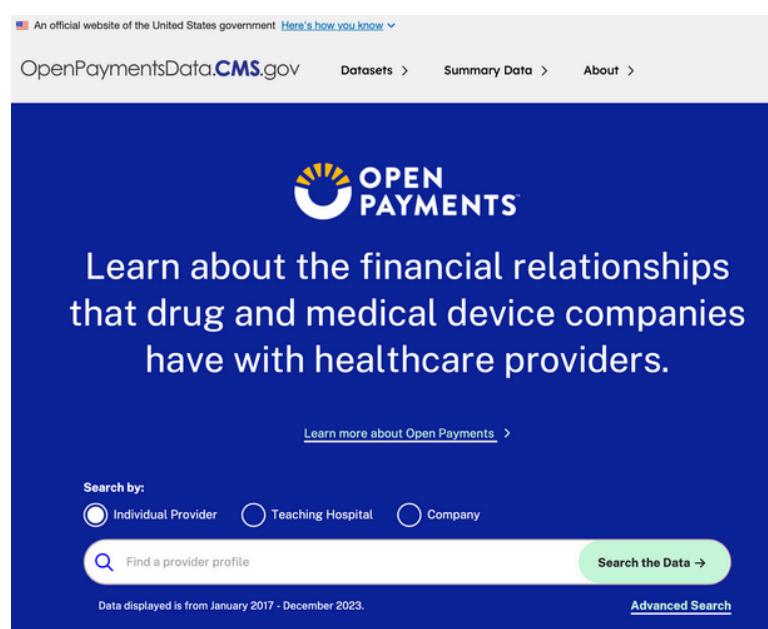 An official website of the United States government Here's how you know
OpenPaymentsData.CMS.gov Datasets > Summary Data > About >
OPEN
PAYMENTS™
Learn about the financial relationships
that drug and medical device companies
have with healthcare providers.
Learn more about Open Payments >
Search by:
Individual Provider Teaching Hospital Company
Find a provider profile Search the Data →
Data displayed is from January 2017 - December 2023. Advanced Search